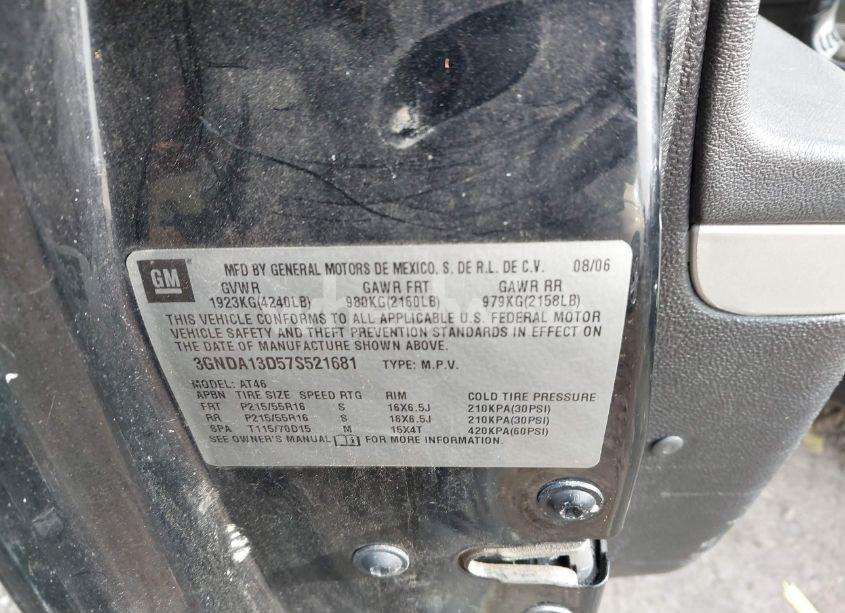 GM
MFD BY GENERAL MOTORS DE MEXICO, S. DE R.L. DE C.V. 08/06
GVWR GAWR FRT GAWR RR
1923KG(4240LB) 980KG(2160LB) 979KG(2158LB)
THIS VEHICLE CONFORMS TO ALL APPLICABLE U.S. FEDERAL MOTOR
VEHICLE SAFETY AND THEFT PREVENTION STANDARDS IN EFFECT ON
THE DATE OF MANUFACTURE SHOWN ABOVE.
3GNDA13D57S521681 TYPE: M.P.V.
MODEL: AT46
APBN TIRE SIZE SPEED RTG RIM COLD TIRE PRESSURE
FRT P215/55R16 S 16X6.5J 210KPA(30PSI)
RR P215/55R16 S 16X6.5J 210KPA(30PSI)
SPA T115/70D15 M 15X4T 420KPA(60PSI)
SEE OWNER'S MANUAL FOR MORE INFORMATION.